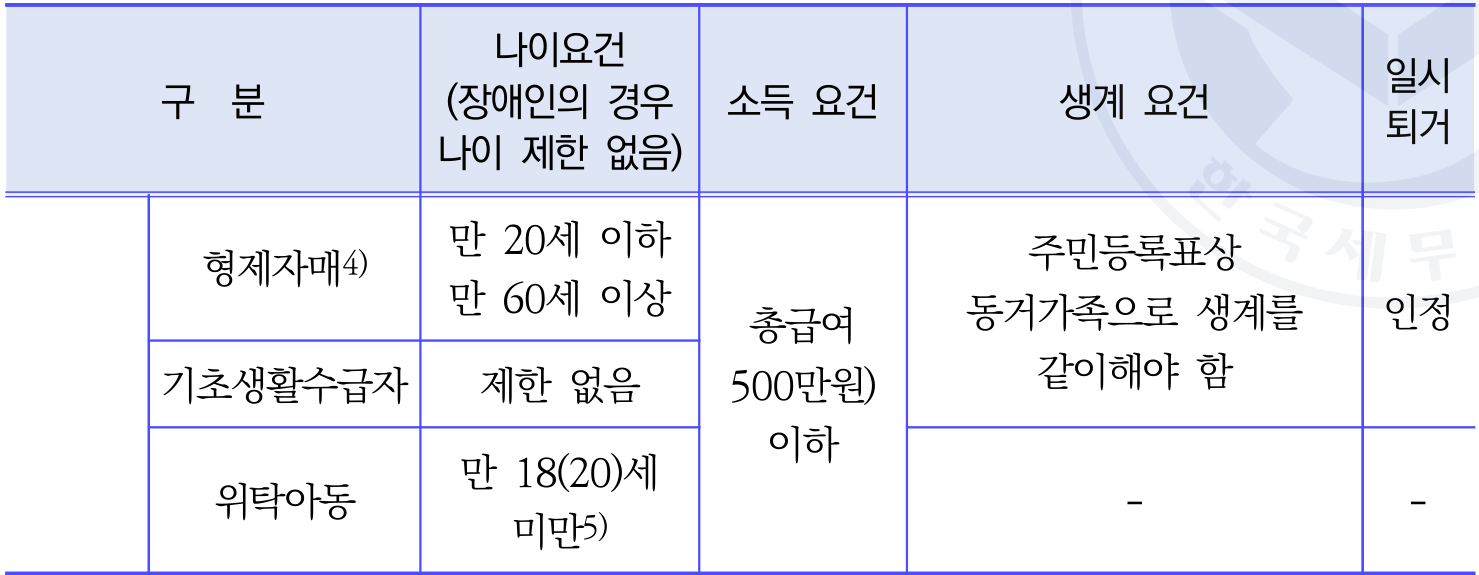 구 분
나이요건
(장애인의 경우
나이 제한 없음)
소득 요건
생계 요건
일시
퇴거
형제자매4)
만 20세 이하
만 60세 이상
총급여
500만원)
이하
주민등록표상
동거가족으로 생계를
같이해야 함
인정
기초생활수급자
제한 없음
위탁아동
만 18(20)세
미만5)
-
-
한국세무